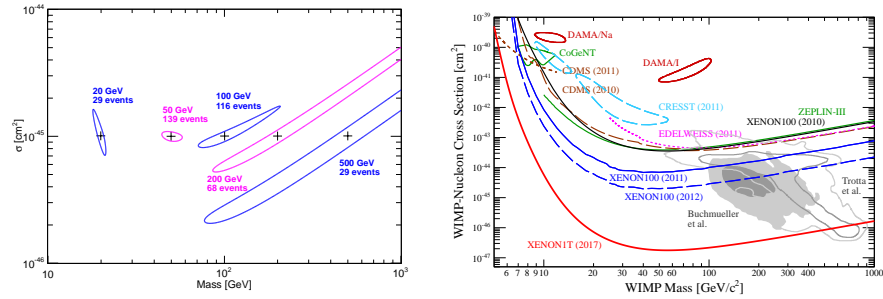 10^-44
σ [cm²]
10^-45
10^-46
20 GeV
29 events
50 GeV
139 events
100 GeV
116 events
200 GeV
68 events
500 GeV
29 events
10
10²
10³
Mass [GeV]
WIMP-Nucleon Cross Section [cm²]
10^-39
10^-40
10^-41
10^-42
10^-43
10^-44
10^-45
10^-46
10^-47
DAMA/Na
CoGeNT
DAMA/I
CDMS (2011)
CDMS (2010)
CRESST (2011)
ZEPLIN-III
XENON100 (2010)
EDELWEISS (2011)
XENON100 (2011)
XENON100 (2012)
Trotta
et al.
Buchmueller
et al.
XENON1T (2017)
6 7 8 9 10 20 30 40 50 100 200 300 400 1000
WIMP Mass [GeV/c²]